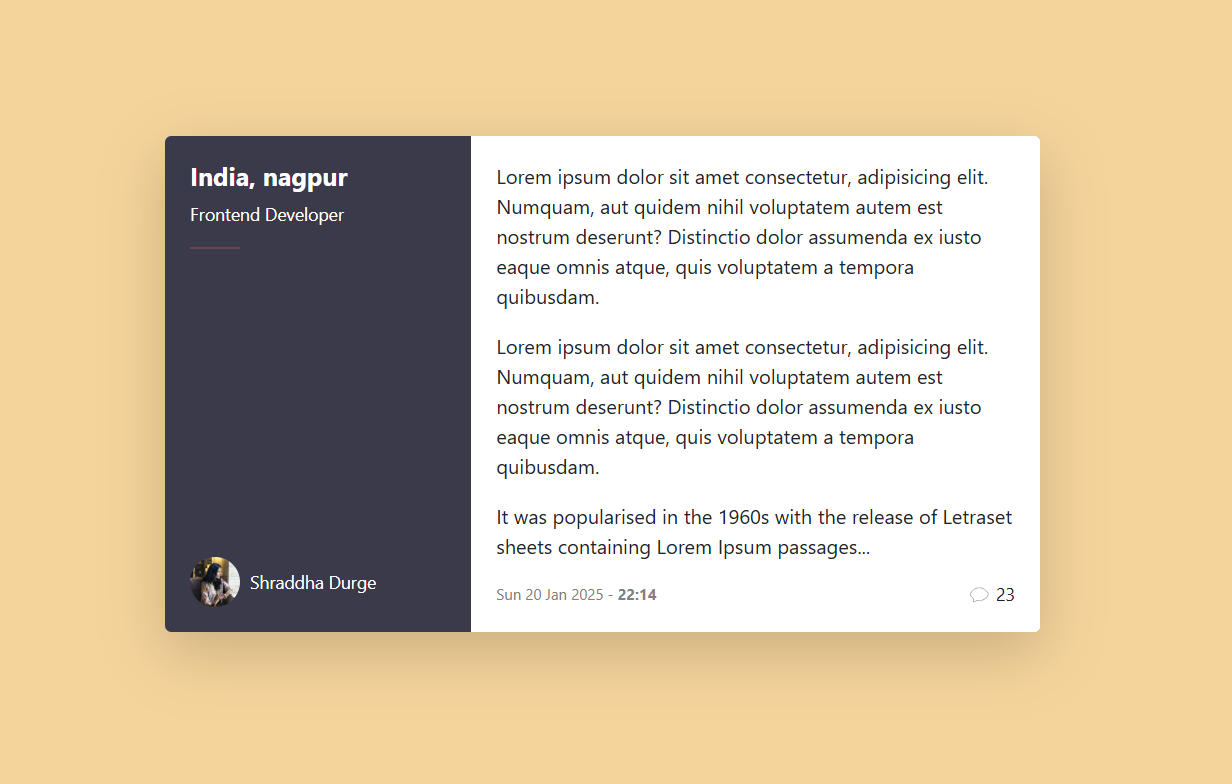 India, nagpur
Frontend Developer
Shraddha Durge
Lorem ipsum dolor sit amet consectetur, adipisicing elit.
Numquam, aut quidem nihil voluptatem autem est
nostrum deserunt? Distinctio dolor assumenda ex iusto
eaque omnis atque, quis voluptatem a tempora
quibusdam.
Lorem ipsum dolor sit amet consectetur, adipisicing elit.
Numquam, aut quidem nihil voluptatem autem est
nostrum deserunt? Distinctio dolor assumenda ex iusto
eaque omnis atque, quis voluptatem a tempora
quibusdam.
It was popularised in the 1960s with the release of Letraset
sheets containing Lorem Ipsum passages...
Sun 20 Jan 2025 - 22:14
23